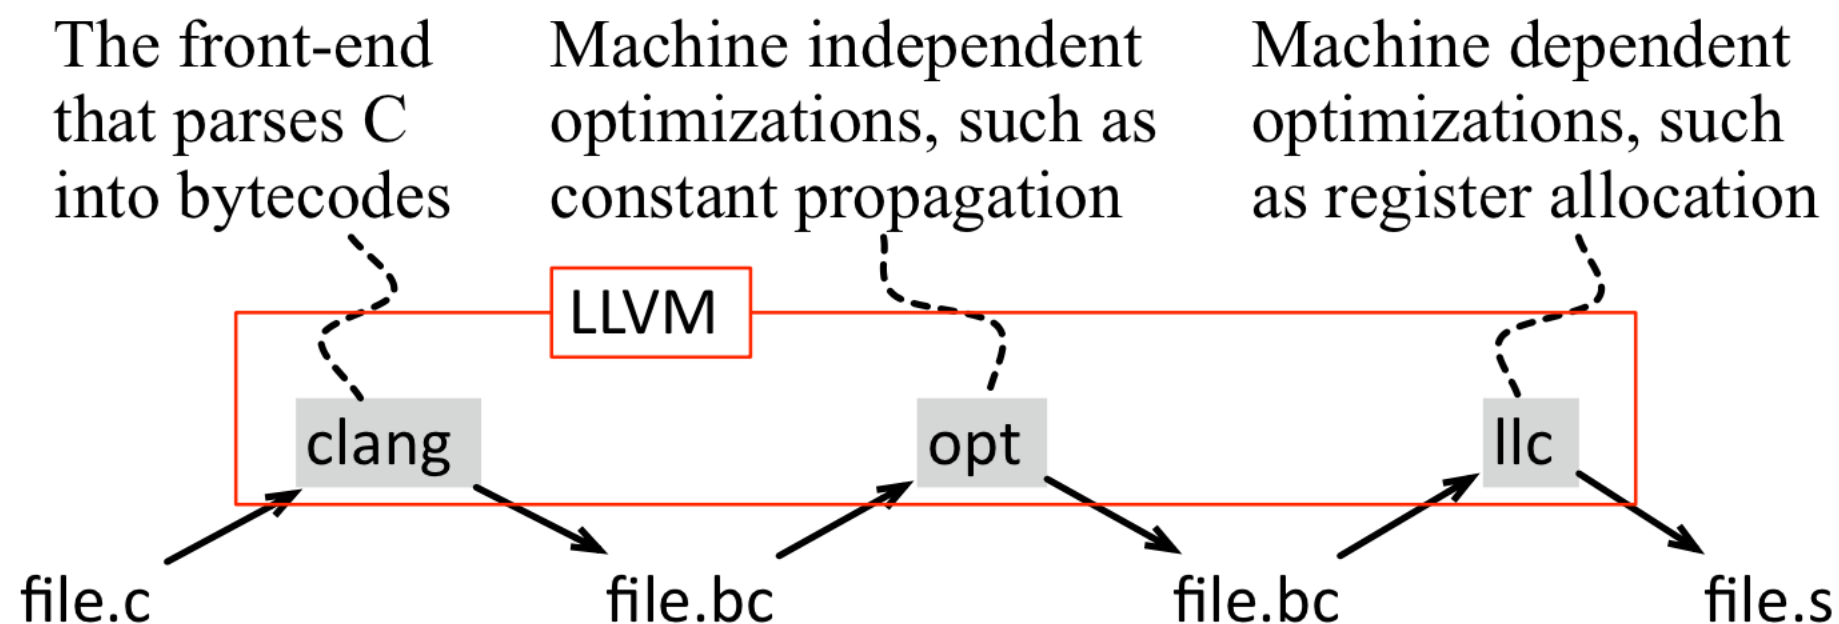 The front-end
that parses C
into bytecodes
Machine independent
optimizations, such as
constant propagation
Machine dependent
optimizations, such
as register allocation
LLVM
clang
opt
llc
file.c
file.bc
file.bc
file.s